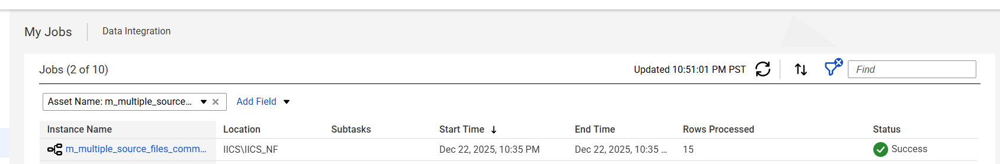 My Jobs
Data Integration
Jobs (2 of 10)
Updated 10:51:01 PM PST
Find
Asset Name: m_multiple_source...
Add Field
Instance Name Location Subtasks Start Time End Time Rows Processed Status
m_multiple_source_files_comm... IICS\IICS_NF Dec 22, 2025, 10:35 PM Dec 22, 2025, 10:35 ... 15 Success